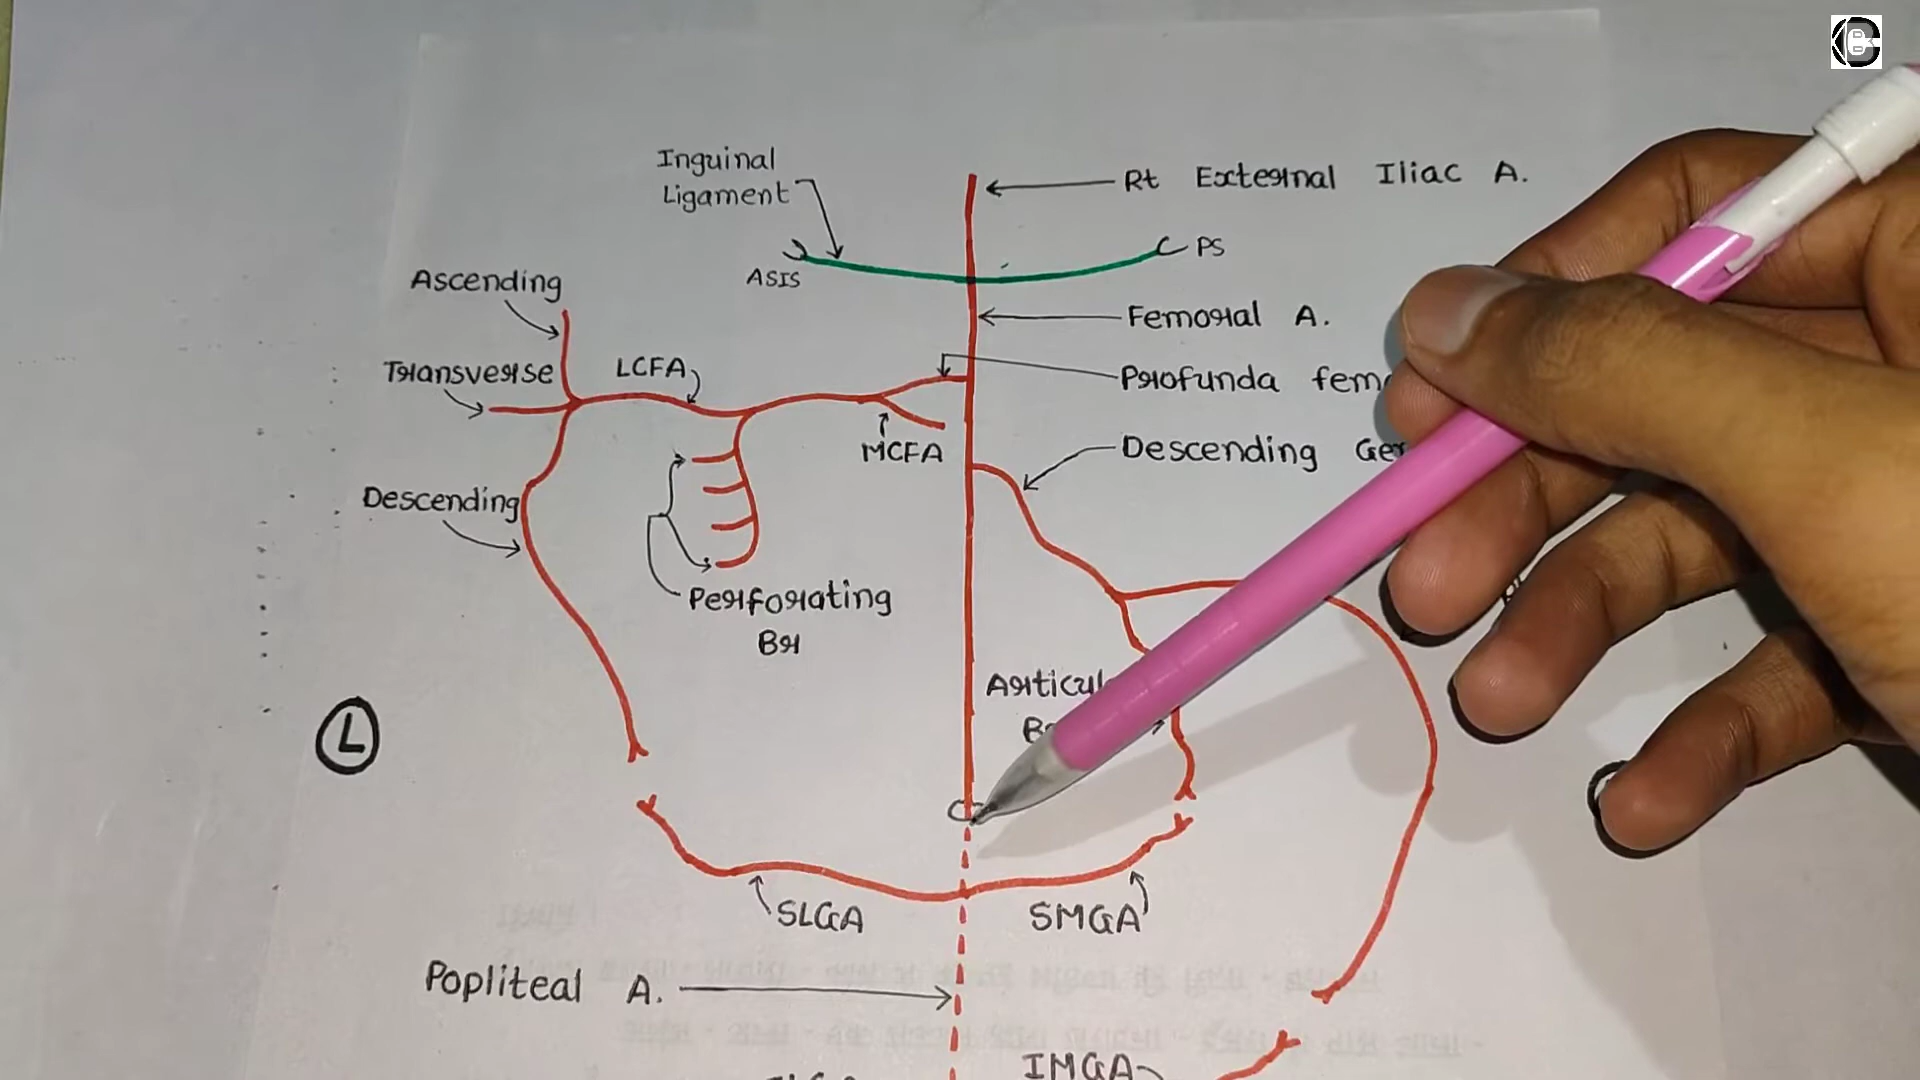 Inguinal
Ligament
Rt External Iliac A.
ASIS
PS
Ascending
Femoral A.
Transverse
LCFA
Profunda
MCFA
Descending
Descending
Perforating
Br
L
SLGA
SMGA
Popliteal A.
IMGA